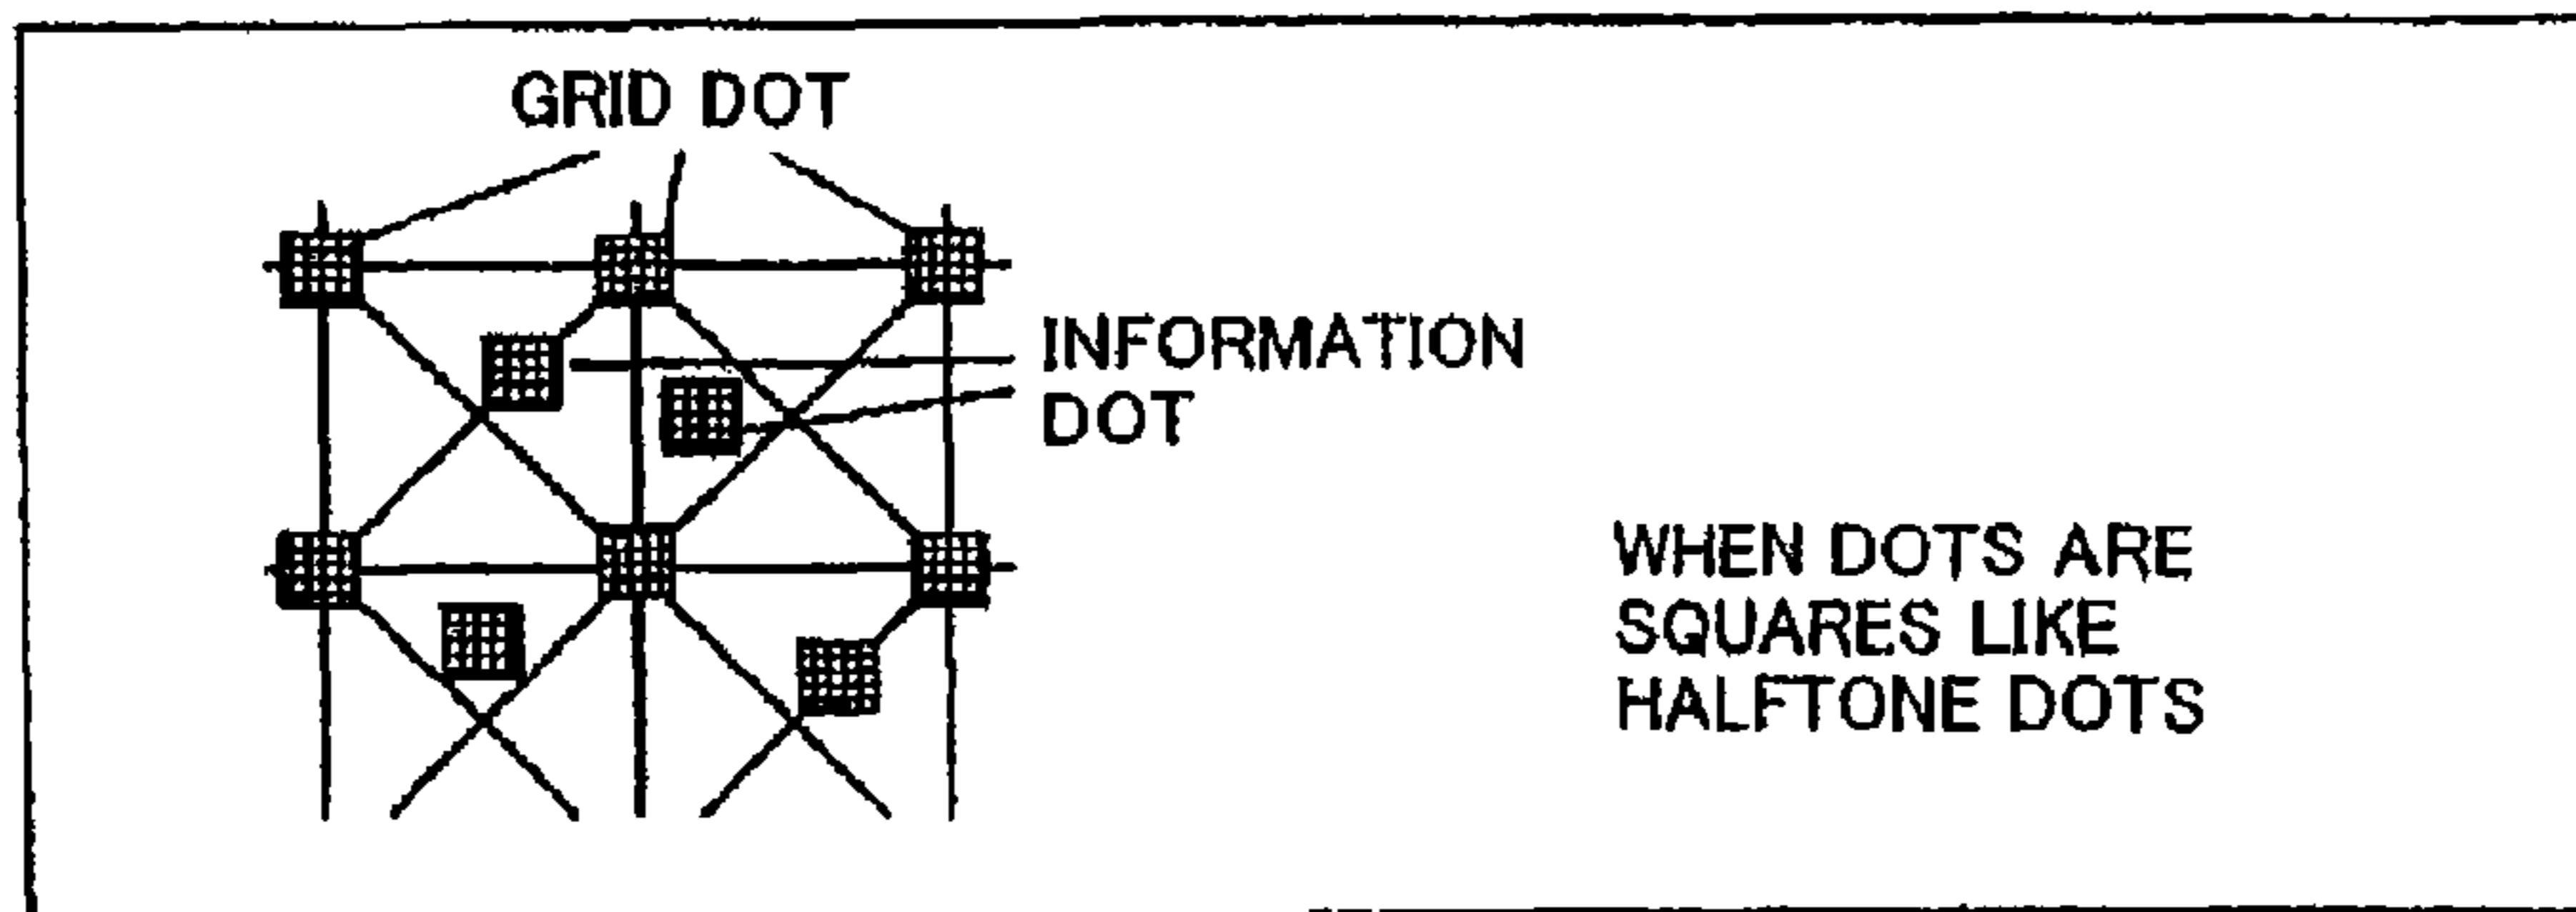 GRID DOT
INFORMATION
DOT
WHEN DOTS ARE
SQUARES LIKE
HALFTONE DOTS